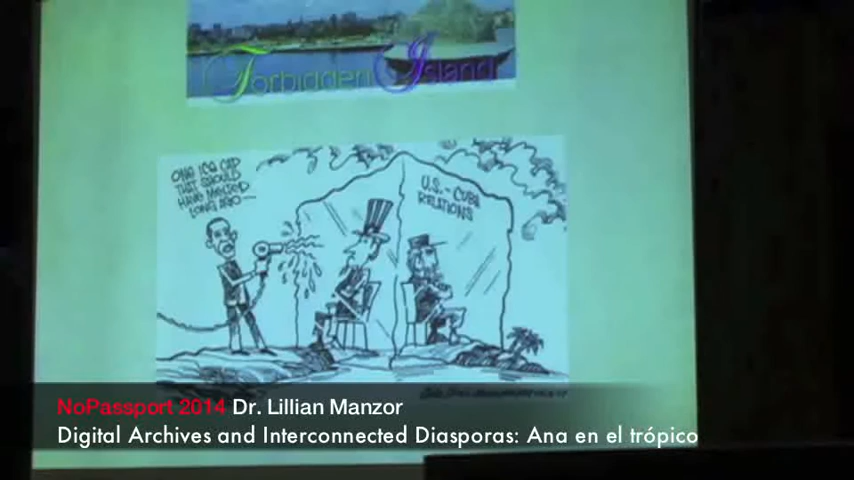 Forbidden Island
ONE ICE CAP
THAT SHOULD
HAVE MELTED
LONG AGO—
U.S.-CUBA
RELATIONS
NoPassport 2014 Dr. Lillian Manzor
Digital Archives and Interconnected Diasporas: Ana en el trópico